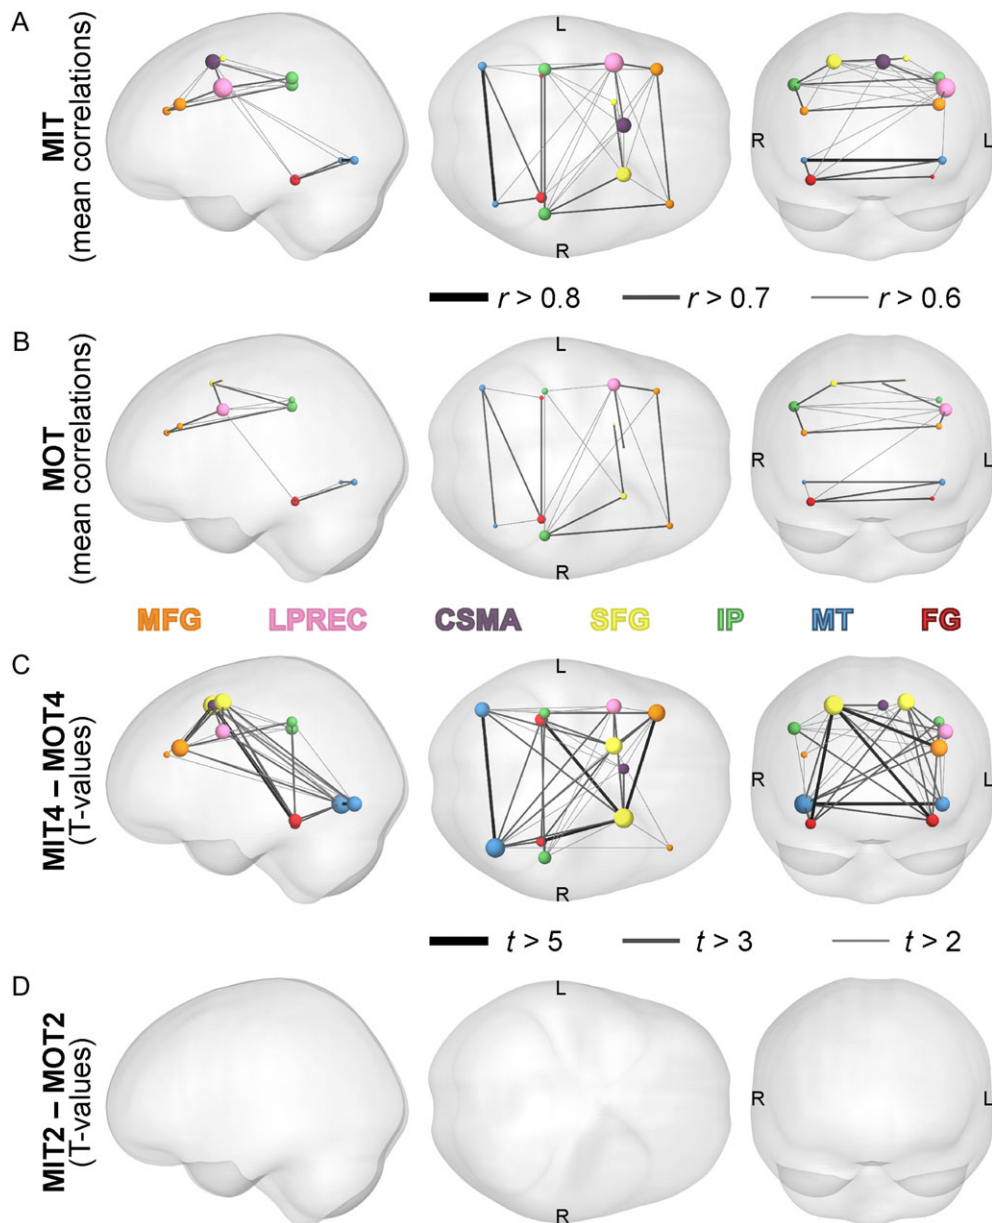 A
MIT
(mean correlations)
L
R
R
L
r > 0.8
r > 0.7
r > 0.6
B
MOT
(mean correlations)
L
R
R
L
MFG
LPREC
CSMA
SFG
IP
MT
FG
C
MIT4 – MOT4
(T-values)
L
R
R
L
t > 5
t > 3
t > 2
D
MIT2 – MOT2
(T-values)
L
R
R
L